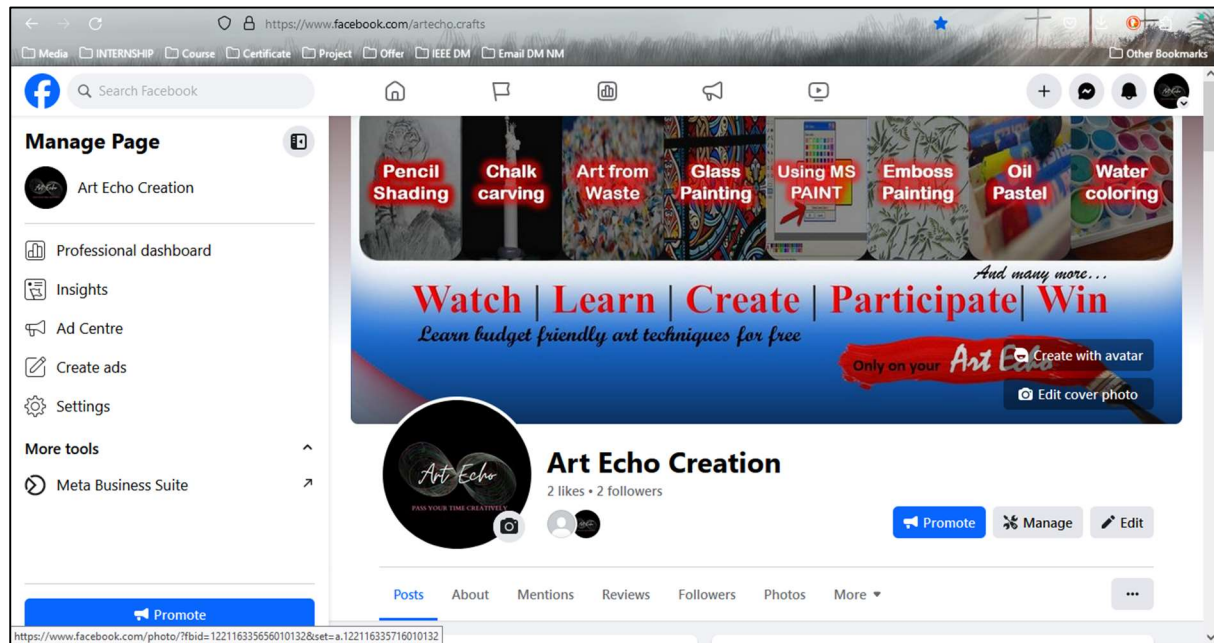 https://www.facebook.com/artecho.crafts
Media INTERNSHIP Course Certificate Project Offer IEEE DM Email DM NM Other Bookmarks
Search Facebook
Manage Page
Art Echo Creation
Professional dashboard
Insights
Ad Centre
Create ads
Settings
More tools
Meta Business Suite
Promote
Pencil Shading
Chalk carving
Art from Waste
Glass Painting
Using MS PAINT
Emboss Painting
Oil Pastel
Water coloring
And many more...
Watch | Learn | Create | Participate| Win
Learn budget friendly art techniques for free
Only on your Art Echo
Create with avatar
Edit cover photo
Art Echo
PASS YOUR TIME CREATIVELY
Art Echo Creation
2 likes • 2 followers
Promote Manage Edit
Posts About Mentions Reviews Followers Photos More
https://www.facebook.com/photo/?fbid=122116335656010132&set=a.122116335716010132